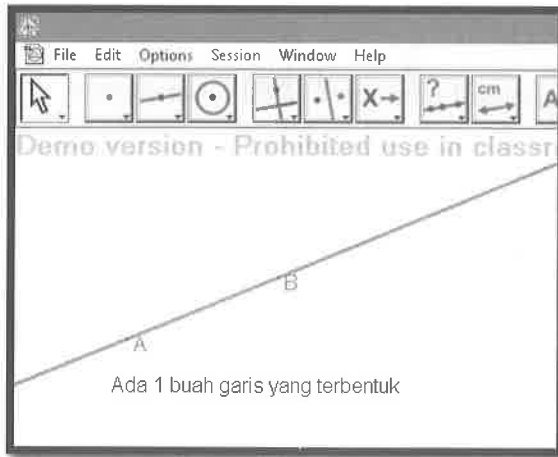 File Edit Options Session Window Help
? cm A
Demo version - Prohibited use in classr
B
A
Ada 1 buah garis yang terbentuk